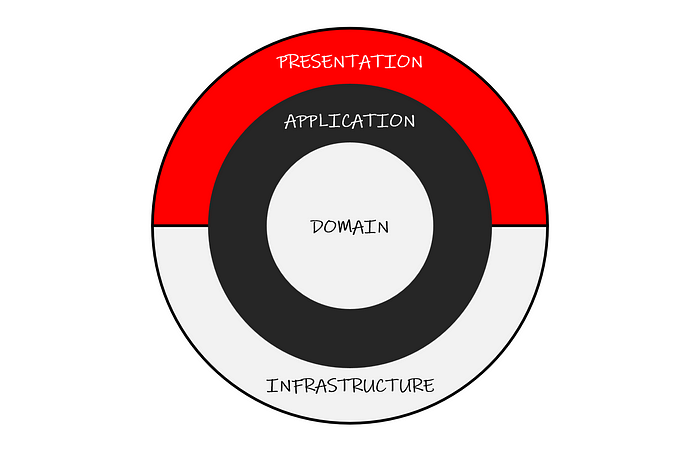 PRESENTATION
APPLICATION
DOMAIN
INFRASTRUCTURE